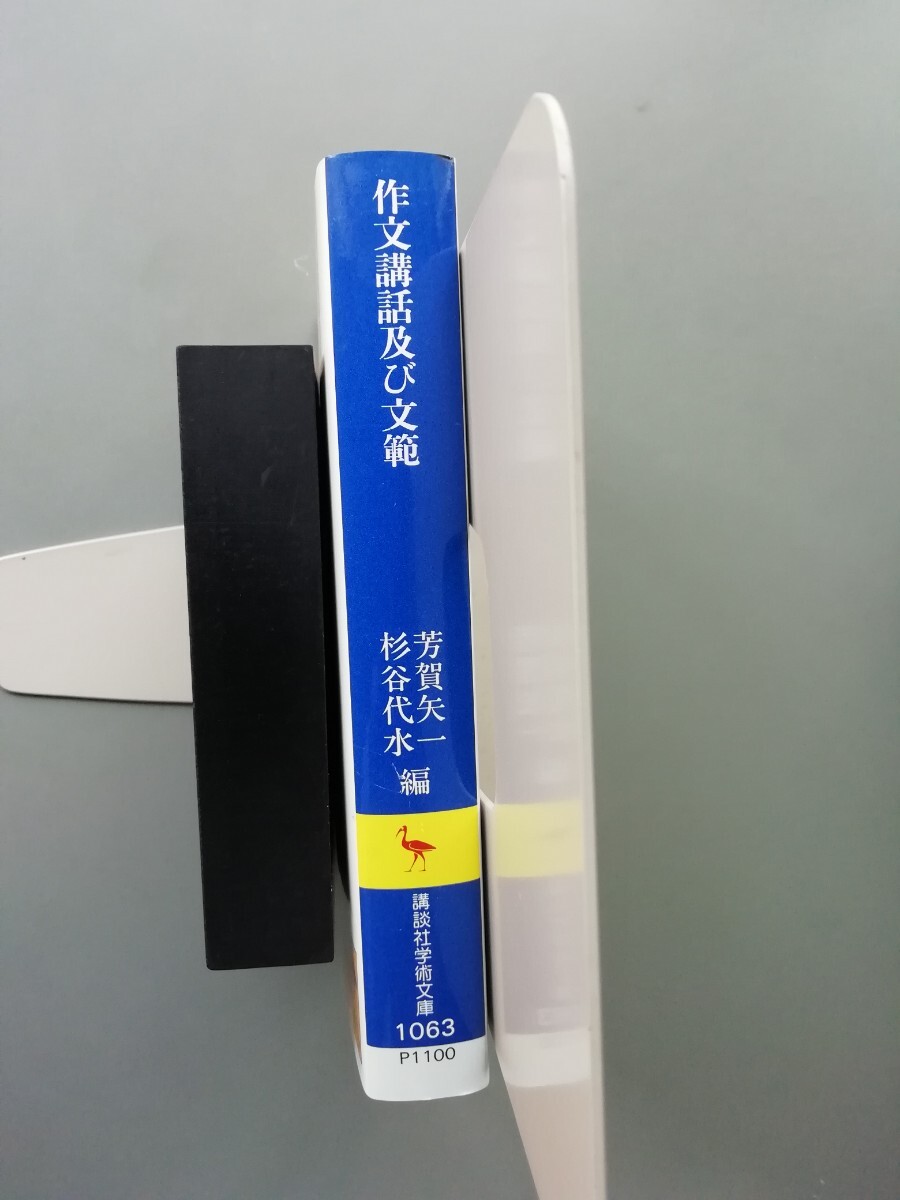 作文講話及び文範
芳賀矢一
杉谷代水
編
講談社学術文庫
1063
P1100